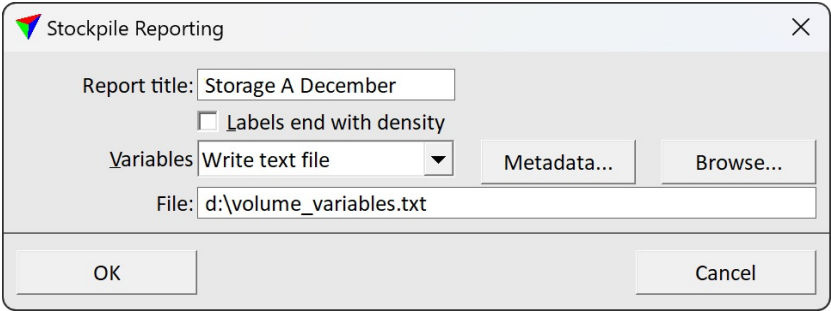 Stockpile Reporting
Report title: Storage A December
Labels end with density
Variables Write text file Metadata... Browse...
File: d:\volume_variables.txt
OK Cancel